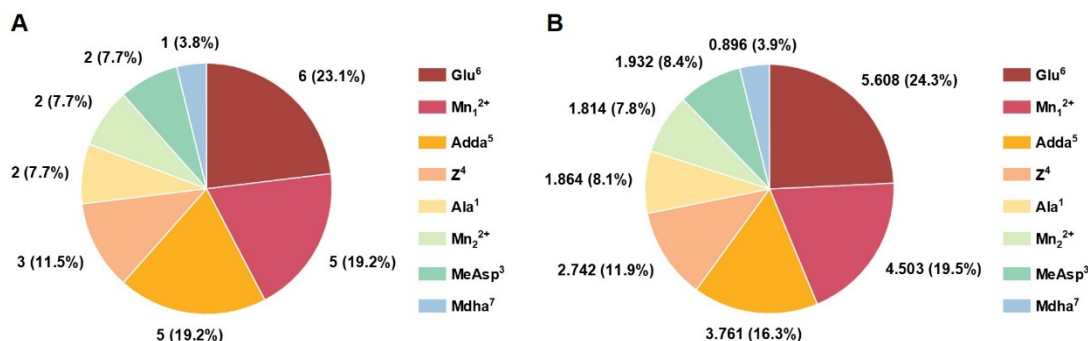 A
1 (3.8%)
2 (7.7%)
6 (23.1%)
2 (7.7%)
2 (7.7%)
3 (11.5%)
5 (19.2%)
5 (19.2%)
Glu⁶
Mn₁²⁺
Adda⁵
Z⁴
Ala¹
Mn₂²⁺
MeAsp³
Mdha⁷
B
0.896 (3.9%)
1.932 (8.4%)
5.608 (24.3%)
1.814 (7.8%)
1.864 (8.1%)
2.742 (11.9%)
4.503 (19.5%)
3.761 (16.3%)
Glu⁶
Mn₁²⁺
Adda⁵
Z⁴
Ala¹
Mn₂²⁺
MeAsp³
Mdha⁷